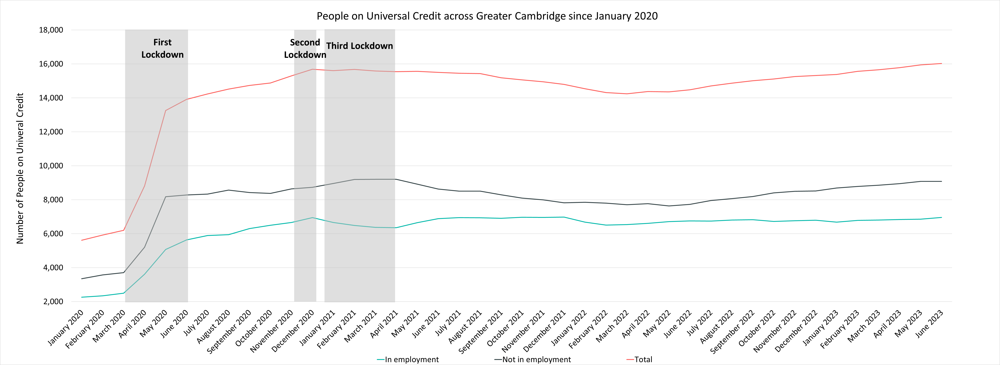 People on Universal Credit across Greater Cambridge since January 2020
Number of People on Univeral Credit
18,000
16,000
14,000
12,000
10,000
8,000
6,000
4,000
2,000
First
Lockdown
Second
Lockdown
Third Lockdown
January 2020
February 2020
March 2020
April 2020
May 2020
June 2020
July 2020
August 2020
September 2020
October 2020
November 2020
December 2020
January 2021
February 2021
March 2021
April 2021
May 2021
June 2021
July 2021
August 2021
September 2021
October 2021
November 2021
December 2021
January 2022
February 2022
March 2022
April 2022
May 2022
June 2022
July 2022
August 2022
September 2022
October 2022
November 2022
December 2022
January 2023
February 2023
March 2023
April 2023
May 2023
June 2023
In employment
Not in employment
Total